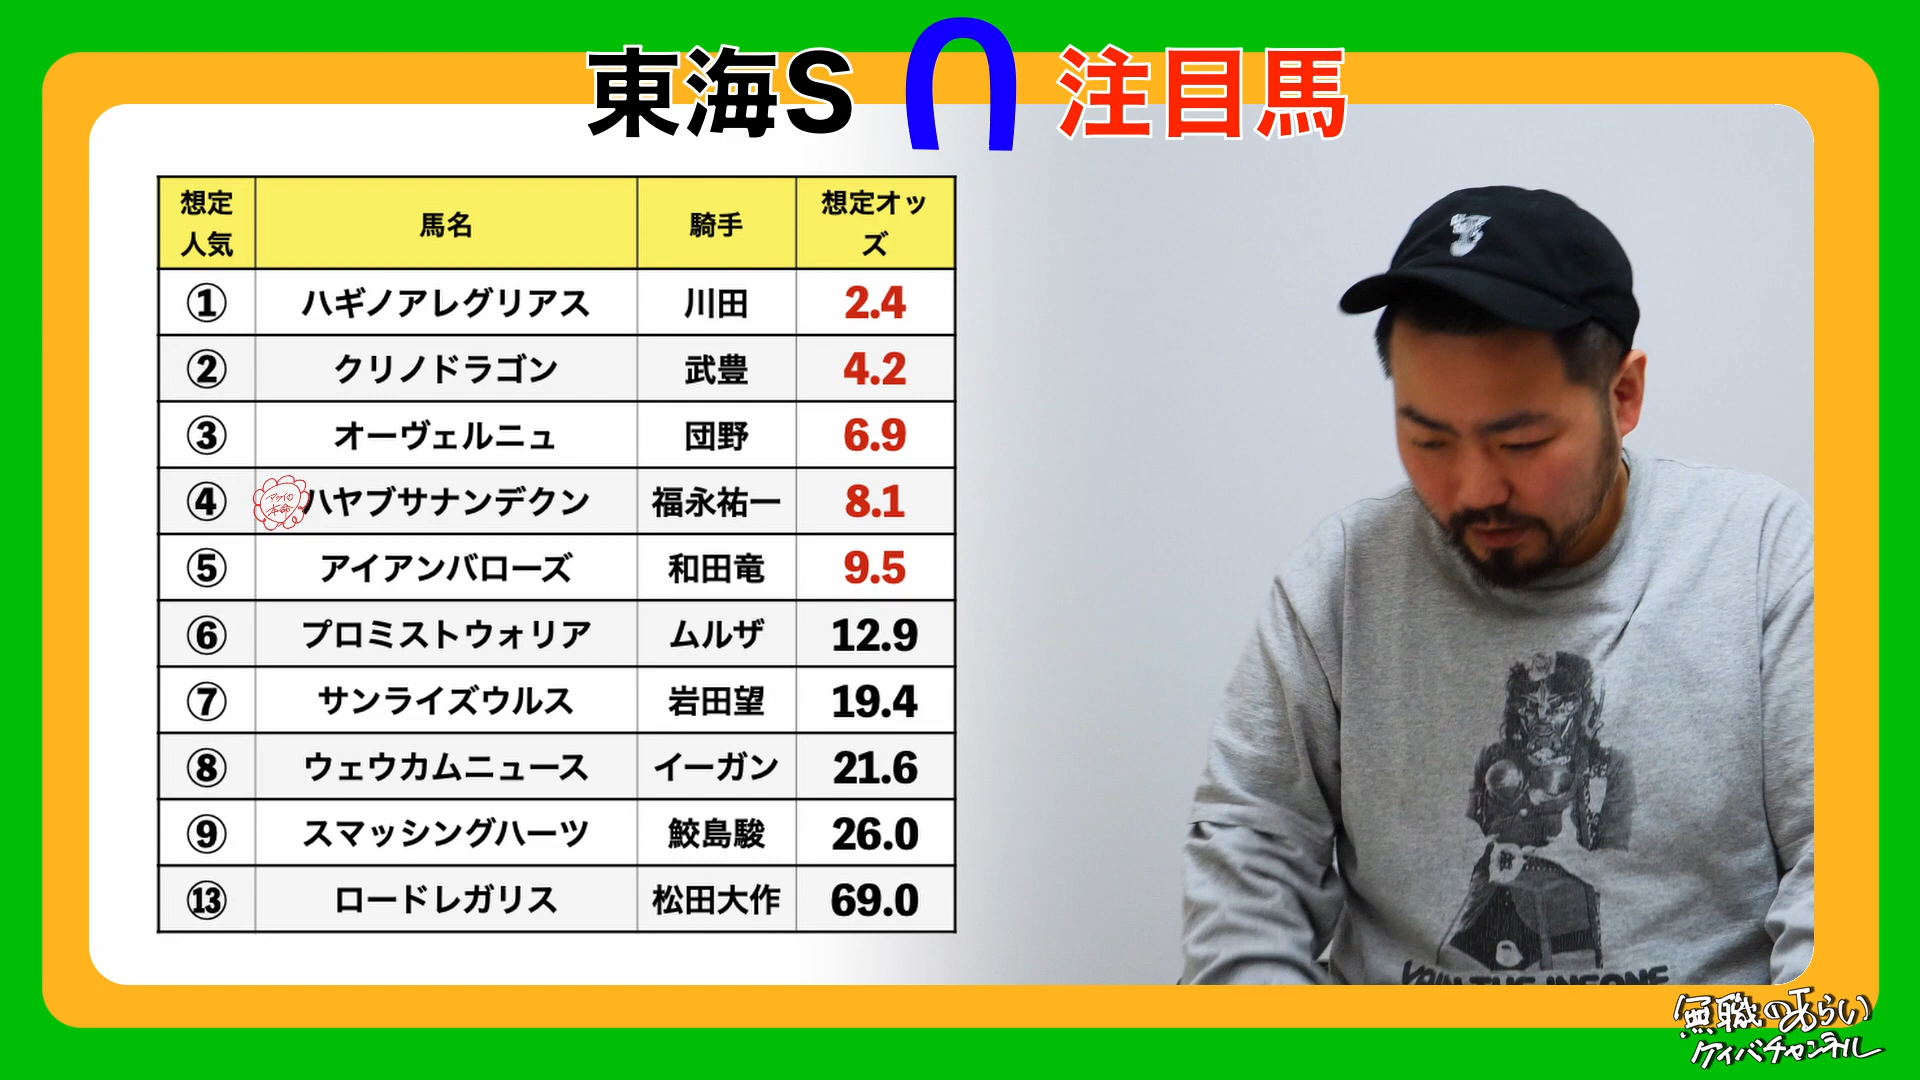 東海S 注目馬
想定人気 馬名 騎手 想定オッズ
① ハギノアレグリアス 川田 2.4
② クリノドラゴン 武豊 4.2
③ オーヴェルニュ 団野 6.9
④ ハヤブサナンデクン 福永祐一 8.1
⑤ アイアンバローズ 和田竜 9.5
⑥ プロミストウォリア ムルザ 12.9
⑦ サンライズウルス 岩田望 19.4
⑧ ウェウカムニュース イーガン 21.6
⑨ スマッシングハーツ 鮫島駿 26.0
⑬ ロードレガリス 松田大作 69.0
無職のあらい
ケイバチャンネル